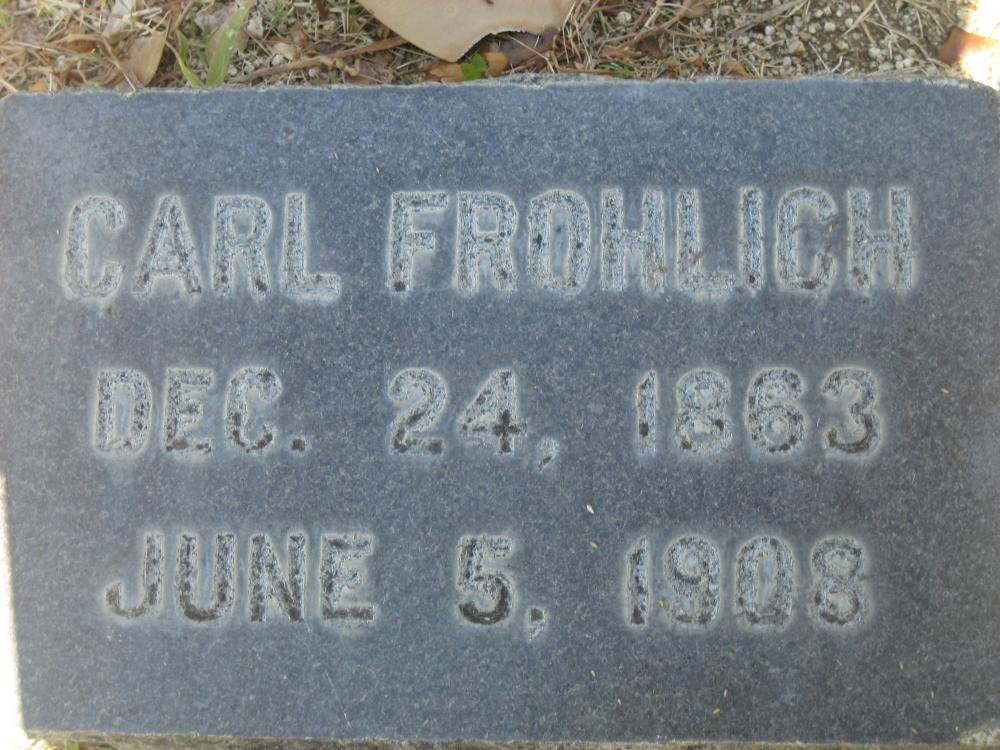 CARL FROHLICH
DEC. 24, 1863
JUNE 5, 1908